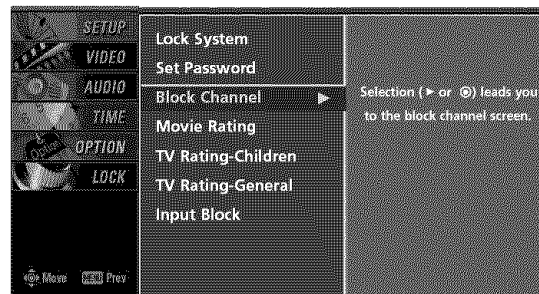 SETUP
VIDEO
AUDIO
TIME
OPTION
LOCK
Move
MENU Prev
Lock System
Set Password
Block Channel ►
Movie Rating
TV Rating-Children
TV Rating-General
Input Block
Selection ( ► or ◉) leads you
to the block channel screen.